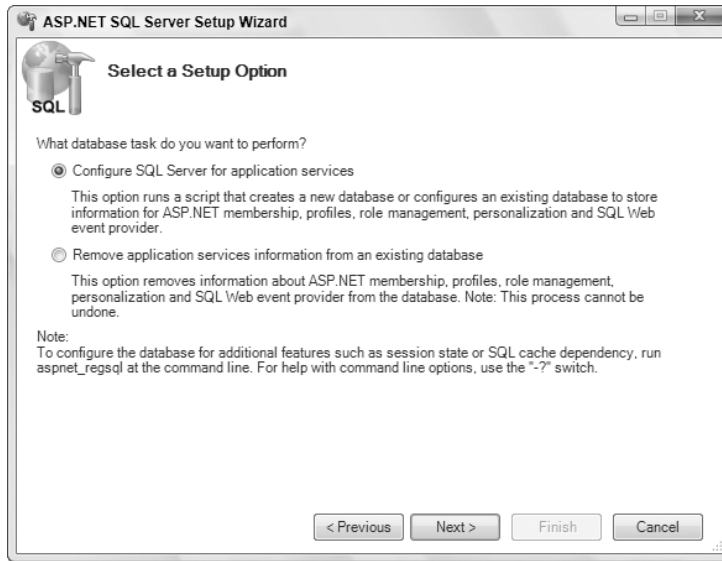 ASP.NET SQL Server Setup Wizard
SQL
Select a Setup Option
What database task do you want to perform?
Configure SQL Server for application services
This option runs a script that creates a new database or configures an existing database to store
information for ASP.NET membership, profiles, role management, personalization and SQL Web
event provider.
Remove application services information from an existing database
This option removes information about ASP.NET membership, profiles, role management,
personalization and SQL Web event provider from the database. Note: This process cannot be
undone.
Note:
To configure the database for additional features such as session state or SQL cache dependency, run
aspnet_regsql at the command line. For help with command line options, use the "-?" switch.
< Previous
Next >
Finish
Cancel